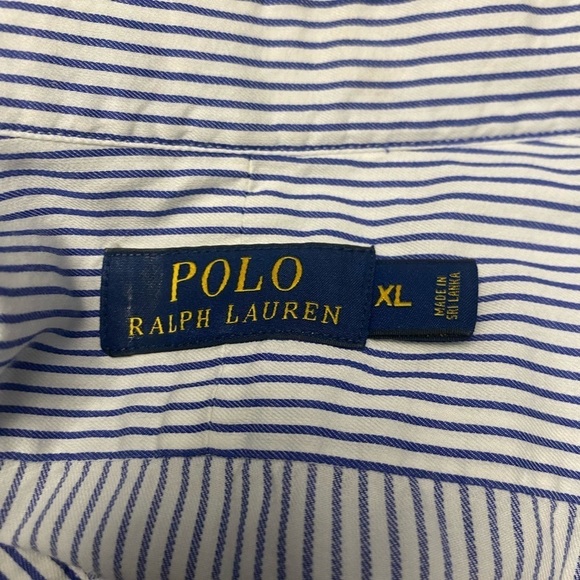 POLO
RALPH LAUREN
XL
MADE IN
SRI LANKA